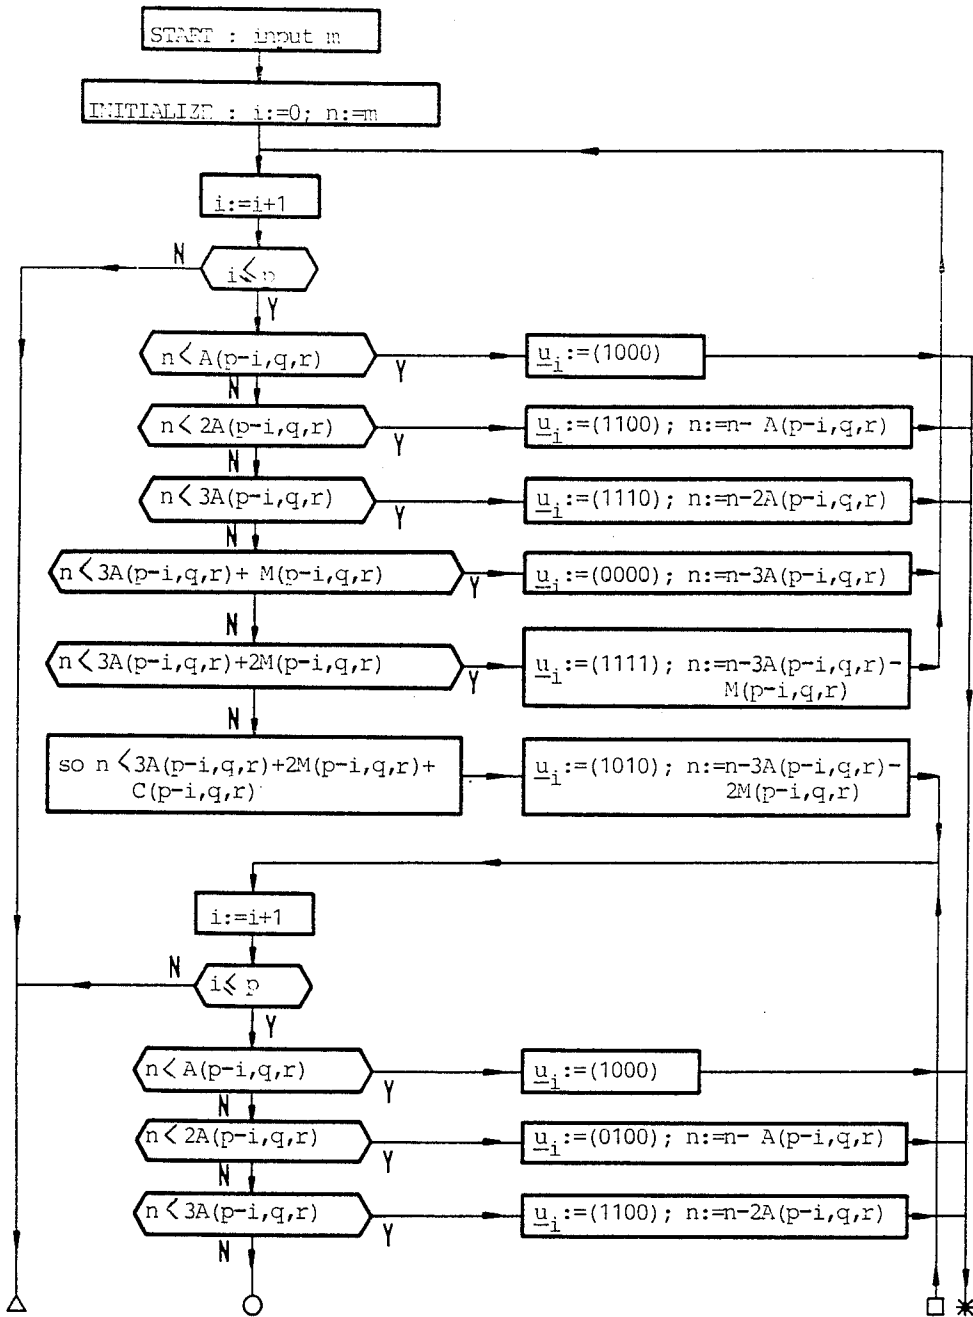 START : input m
INITIALIZE : i:=0; n:=m
i:=i+1
N
i≤p
Y
n<A(p-i,q,r)
Y
u_i:=(1000)
N
n<2A(p-i,q,r)
Y
u_i:=(1100); n:=n- A(p-i,q,r)
N
n<3A(p-i,q,r)
Y
u_i:=(1110); n:=n-2A(p-i,q,r)
N
n<3A(p-i,q,r)+ M(p-i,q,r)
Y
u_i:=(0000); n:=n-3A(p-i,q,r)
N
n<3A(p-i,q,r)+2M(p-i,q,r)
Y
u_i:=(1111); n:=n-3A(p-i,q,r)-
M(p-i,q,r)
N
so n<3A(p-i,q,r)+2M(p-i,q,r)+
C(p-i,q,r)
u_i:=(1010); n:=n-3A(p-i,q,r)-
2M(p-i,q,r)
i:=i+1
N
i≤p
Y
n<A(p-i,q,r)
Y
u_i:=(1000)
N
n<2A(p-i,q,r)
Y
u_i:=(0100); n:=n- A(p-i,q,r)
N
n<3A(p-i,q,r)
Y
u_i:=(1100); n:=n-2A(p-i,q,r)
N